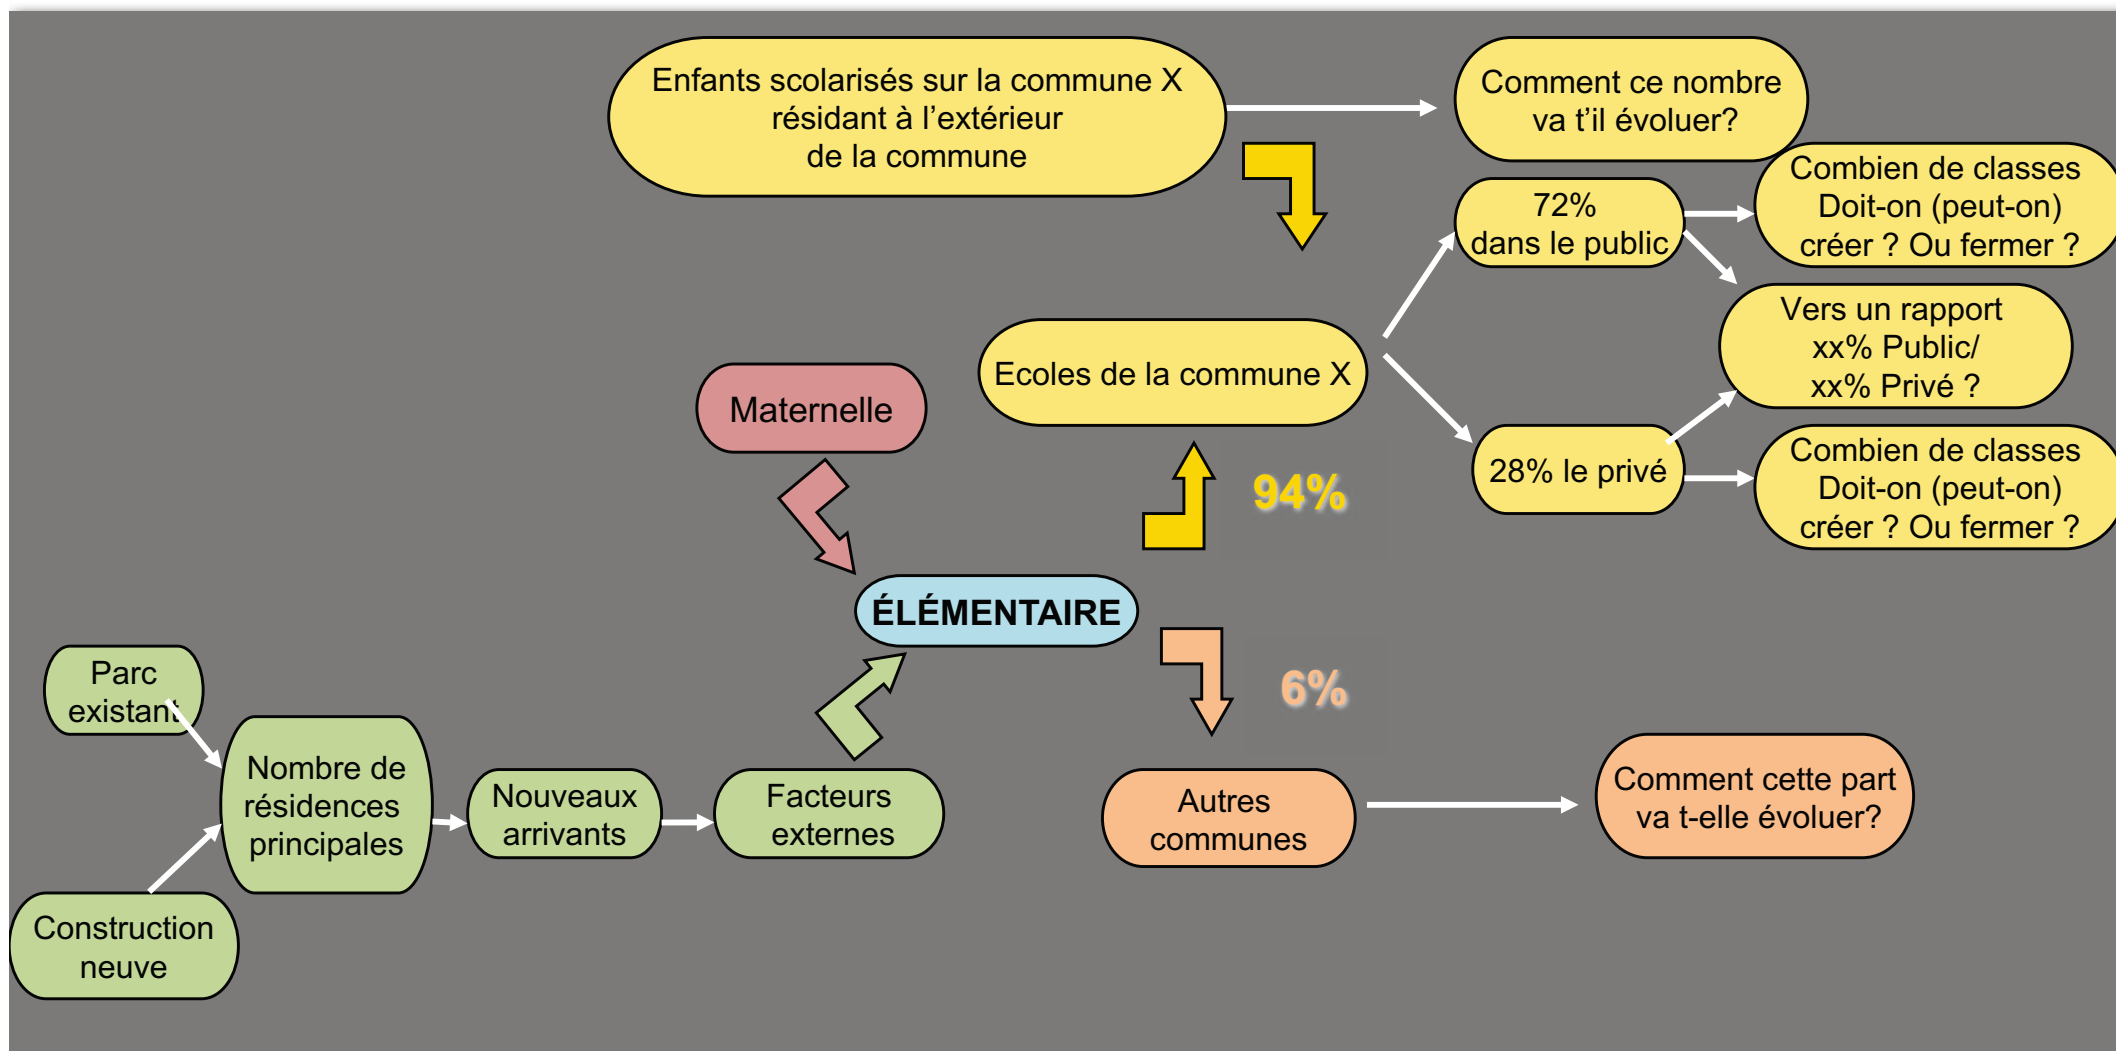 Enfants scolarisés sur la commune X
résidant à l’extérieur
de la commune
Comment ce nombre
va t’il évoluer?
Combien de classes
Doit-on (peut-on)
créer ? Ou fermer ?
72%
dans le public
Vers un rapport
xx% Public/
xx% Privé ?
Ecoles de la commune X
Maternelle
28% le privé
Combien de classes
Doit-on (peut-on)
créer ? Ou fermer ?
94%
ÉLÉMENTAIRE
6%
Parc
existant
Nombre de
résidences
principales
Nouveaux
arrivants
Facteurs
externes
Autres
communes
Comment cette part
va t-elle évoluer?
Construction
neuve